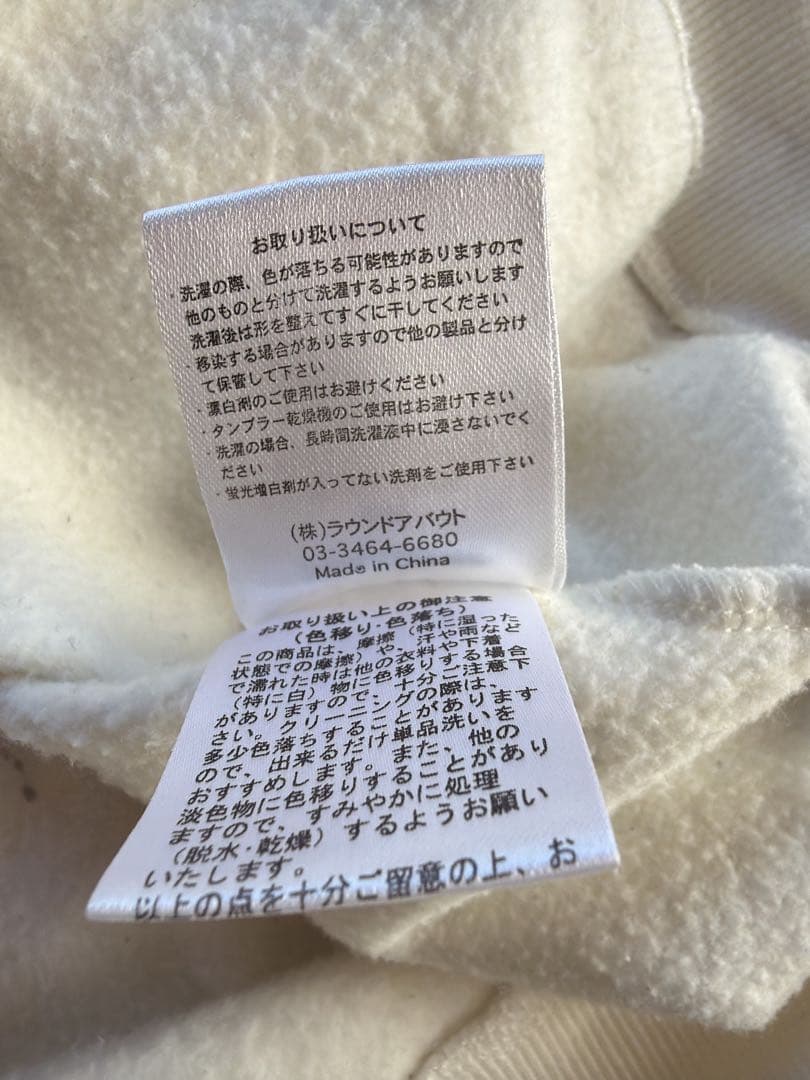 お取り扱いについて
・洗濯の際、色が落ちる可能性がありますので
他のものと分けて洗濯するようお願いします
洗濯後は形を整えてすぐに干してください
・移染する場合がありますので他の製品と分け
て保管して下さい
・漂白剤のご使用はお避けください
・タンブラー乾燥機のご使用はお避け下さい
・洗濯の場合、長時間洗濯液中に浸さないでく
ださい
・蛍光増白剤が入ってない洗剤をご使用下さい
(株)ラウンドアバウト
03-3464-6680
Made in China
お取り扱い上の御注意
(色移り・色落ち)
この商品は、摩擦(特に湿った
状態での摩擦)や、汗や雨など
で濡れた時は他の衣料や下着
(特に白)物に色移りする場合
がありますので、十分ご注意下
さい。クリーニングの際は、
多少色落ちすることがあります
ので、出来るだけ単品洗いを
おすすめします。また、他の
淡色物に色移りすることがあり
ますので、すみやかに処理
(脱水・乾燥)するようお願い
いたします。
以上の点を十分ご留意の上、お